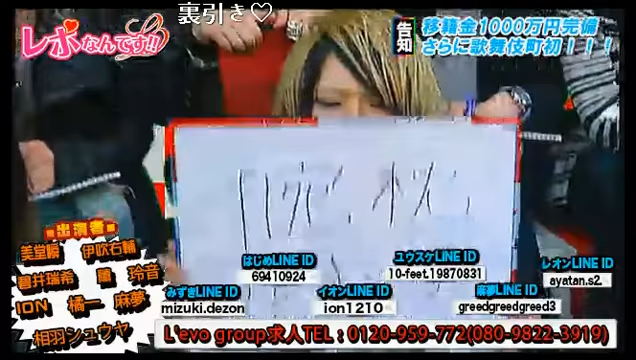 裏引き♡
レポなんです!!
告知
移籍金1000万円完備
さらに歌舞伎町初！！！
出演者
美堂瞬 伊吹右輔
碧井瑞希 蘭 玲音
ION 橘一 麻夢
相羽シュウヤ
はじめLINE ID
69410924
ユウスケLINE ID
10-feet.19870831
レオンLINE ID
ayatan.s2.
みずきLINE ID
mizuki.dezon
イオンLINE ID
ion1210
麻夢LINE ID
greedgreedgreed3
L'evo group求人TEL：0120-959-772(080-9822-3919)